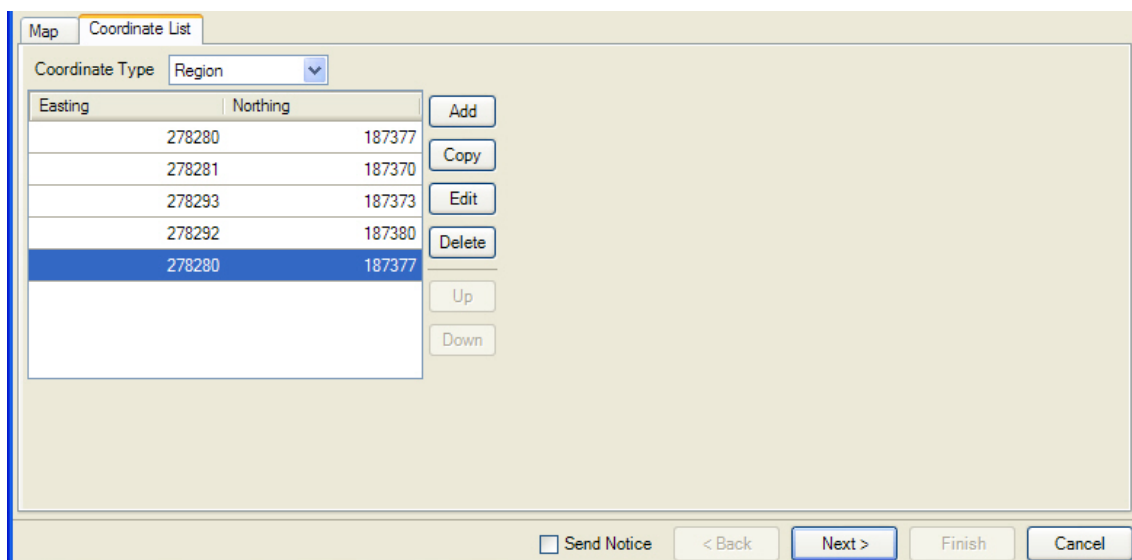 Map Coordinate List
Coordinate Type Region
Easting Northing
278280 187377
278281 187370
278293 187373
278292 187380
278280 187377
Add
Copy
Edit
Delete
Up
Down
Send Notice < Back Next > Finish Cancel